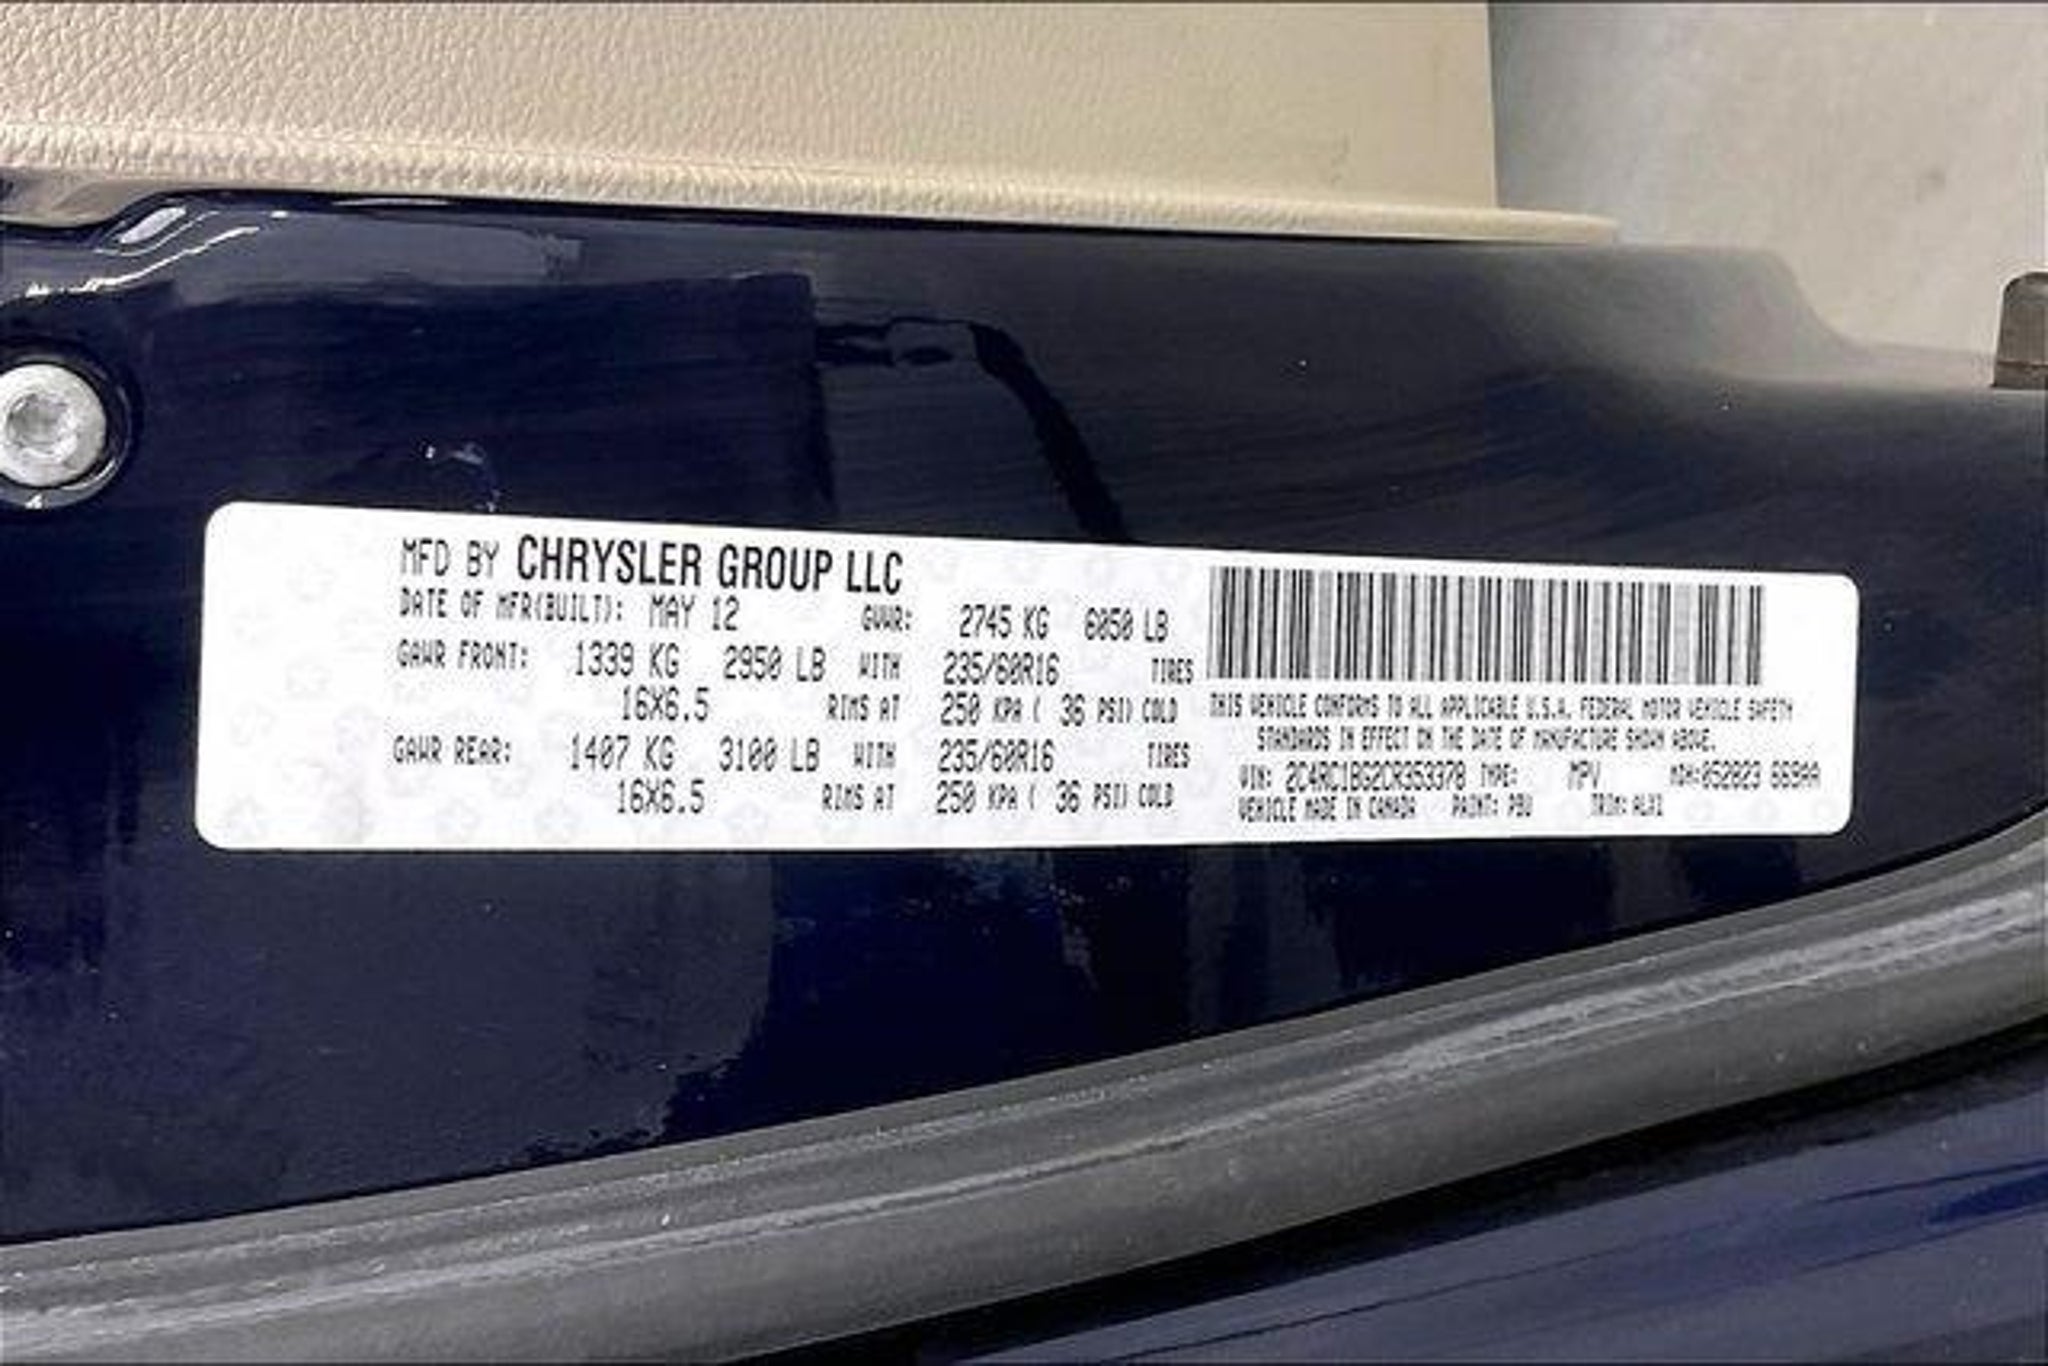 MFD BY CHRYSLER GROUP LLC
DATE OF MFR(BUILT): MAY 12 GVWR: 2745 KG 6050 LB
GAWR FRONT: 1339 KG 2950 LB WITH 235/60R16 TIRES
16X6.5 RIMS AT 250 KPA ( 36 PSI) COLD
GAWR REAR: 1407 KG 3100 LB WITH 235/60R16 TIRES
16X6.5 RIMS AT 250 KPA ( 36 PSI) COLD
THIS VEHICLE CONFORMS TO ALL APPLICABLE U.S.A. FEDERAL MOTOR VEHICLE SAFETY
STANDARDS IN EFFECT ON THE DATE OF MANUFACTURE SHOWN ABOVE.
VIN: 2C4RC1BG2CR353378 TYPE: MPV MDH:052823
VEHICLE MADE IN CANADA PAINT: PBU TRIM: